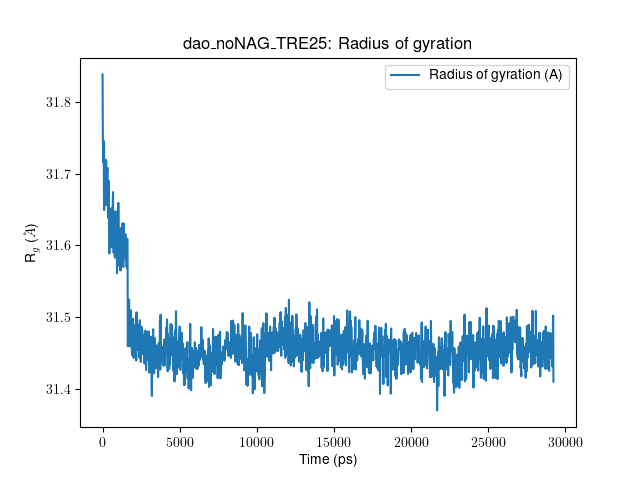 dao_noNAG_TRE25: Radius of gyration
Radius of gyration (A)
31.8
31.7
31.6
31.5
31.4
R_g (Å)
0 5000 10000 15000 20000 25000 30000
Time (ps)